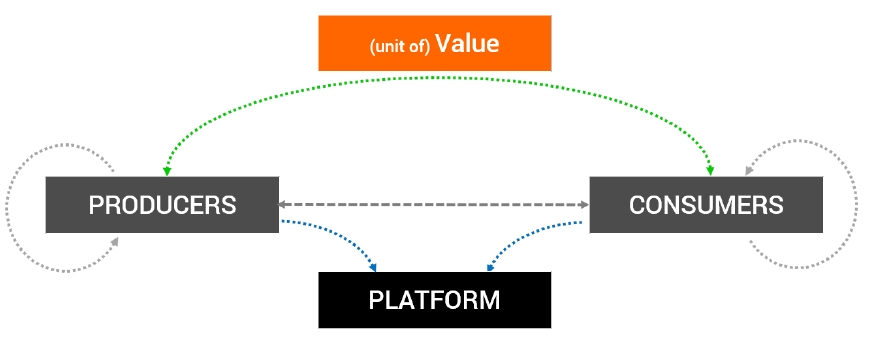 (unit of) Value
PRODUCERS
CONSUMERS
PLATFORM